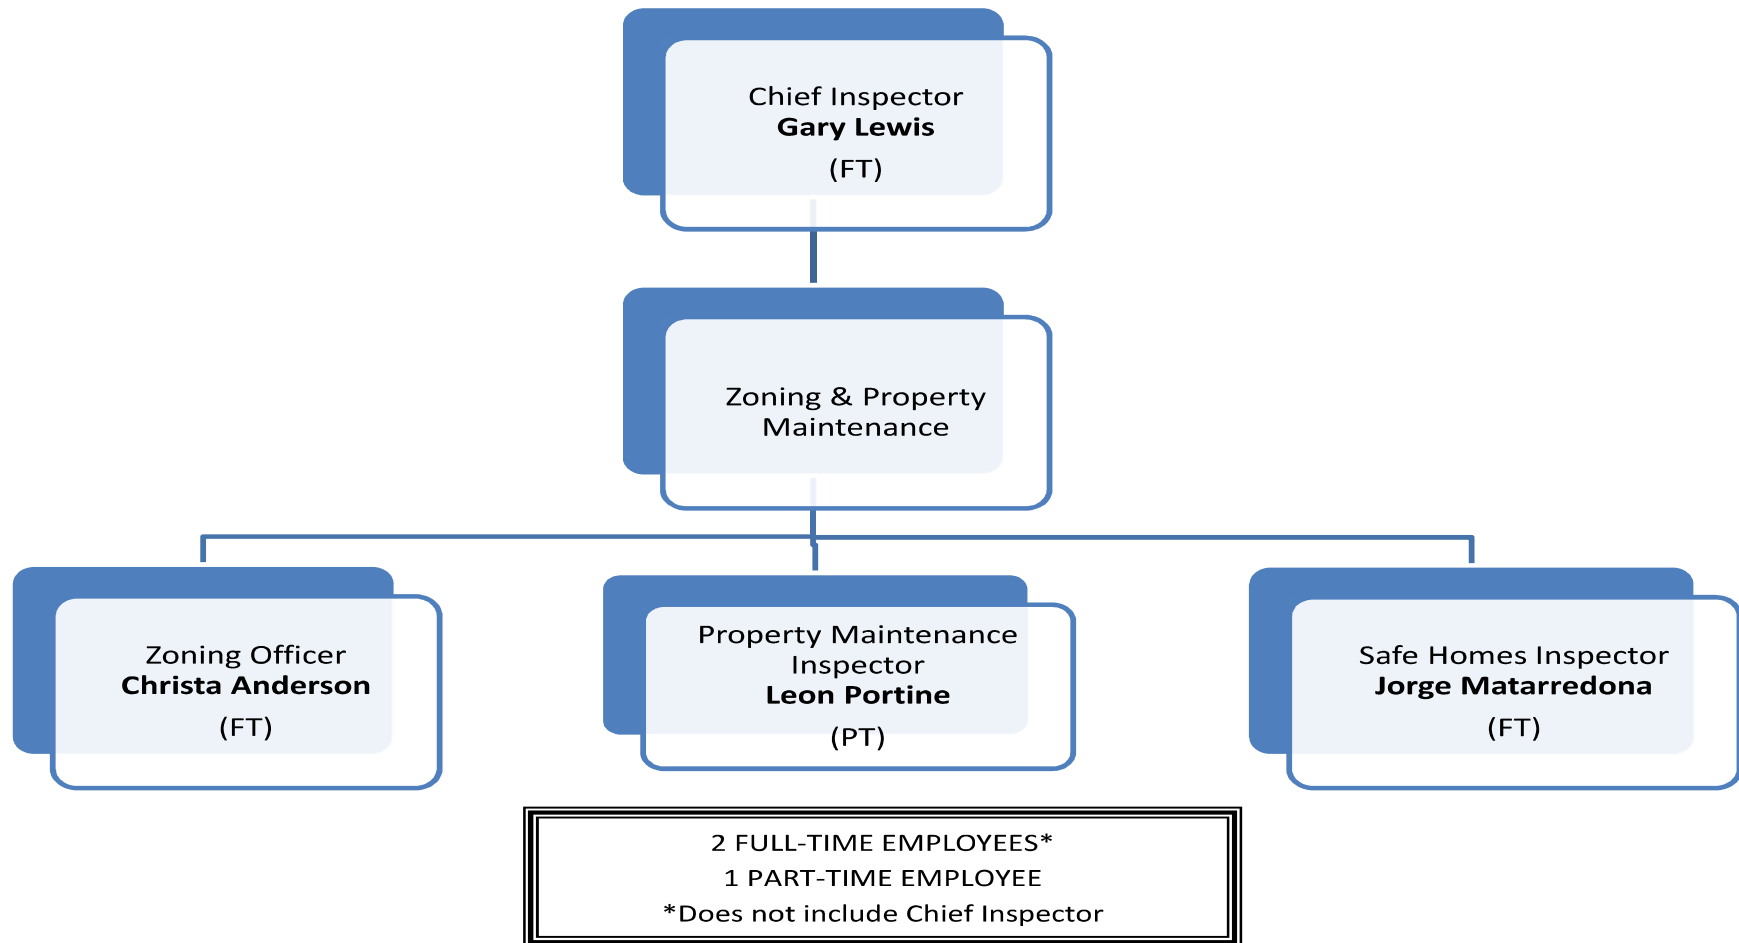 Chief Inspector
Gary Lewis
(FT)
Zoning & Property
Maintenance
Zoning Officer
Christa Anderson
(FT)
Property Maintenance
Inspector
Leon Portine
(PT)
Safe Homes Inspector
Jorge Matarredona
(FT)
2 FULL-TIME EMPLOYEES*
1 PART-TIME EMPLOYEE
*Does not include Chief Inspector